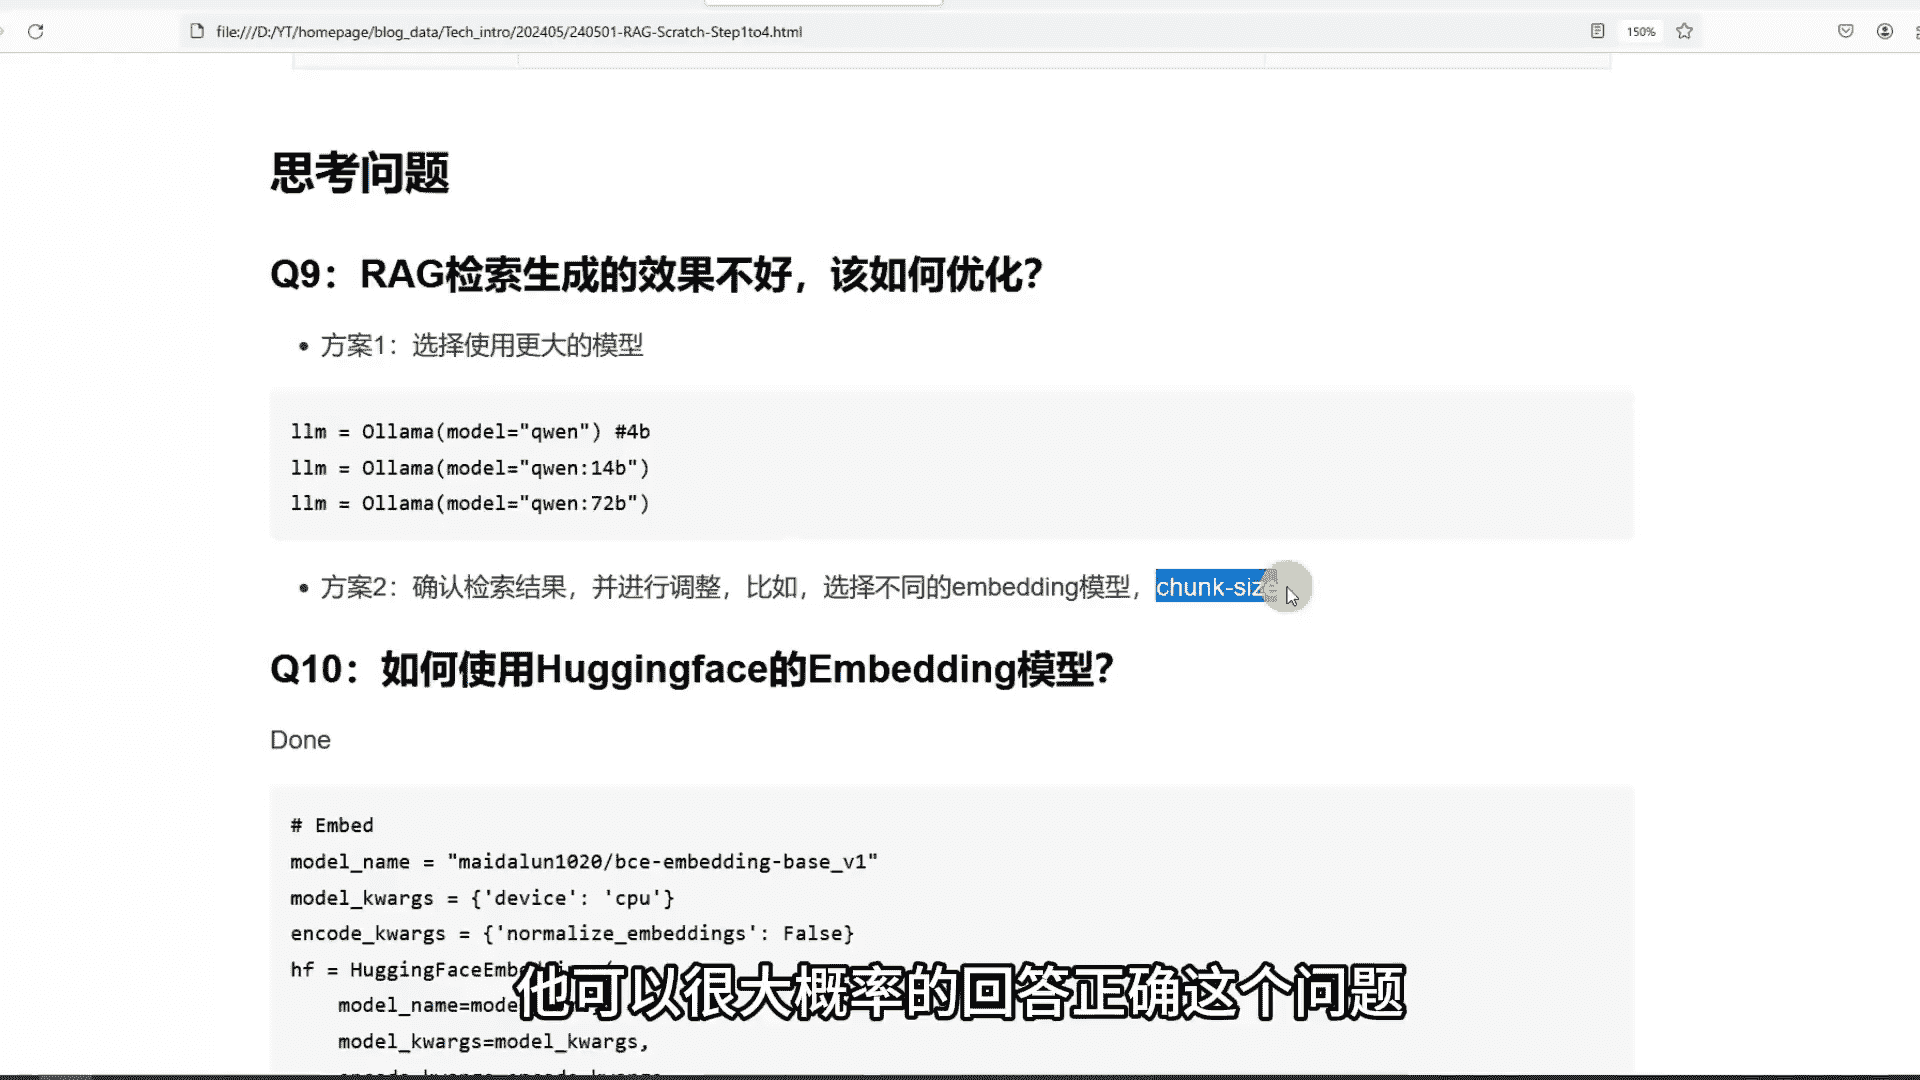 file:///D:/YT/homepage/blog_data/Tech_intro/202405/240501-RAG-Scratch-Step1to4.html
150%
思考问题
Q9：RAG检索生成的效果不好，该如何优化？
• 方案1：选择使用更大的模型
llm = Ollama(model="qwen") #4b
llm = Ollama(model="qwen:14b")
llm = Ollama(model="qwen:72b")
• 方案2：确认检索结果，并进行调整，比如，选择不同的embedding模型，chunk-size
Q10：如何使用Huggingface的Embedding模型？
Done
# Embed
model_name = "maidalun1020/bce-embedding-base_v1"
model_kwargs = {'device': 'cpu'}
encode_kwargs = {'normalize_embeddings': False}
hf =
他可以很大概率的回答正确这个问题
model_kwargs=model_kwargs,